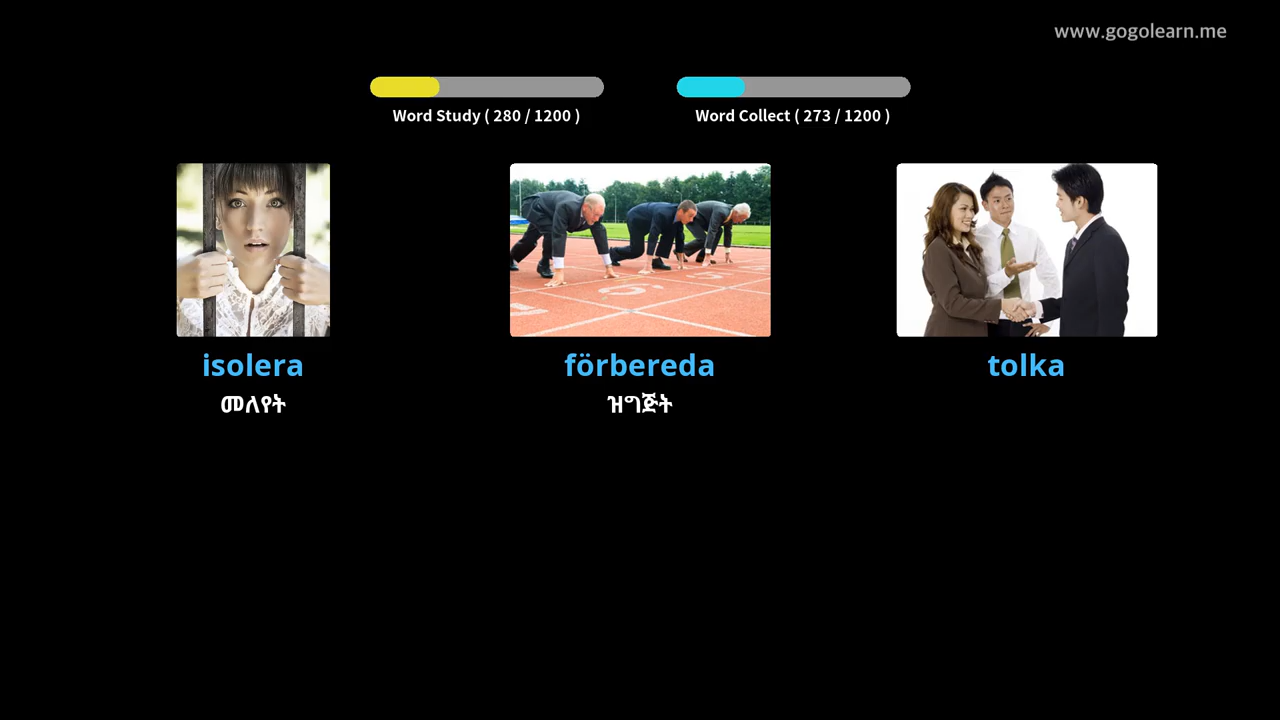 www.gogolearn.me
Word Study ( 280 / 1200 )
Word Collect ( 273 / 1200 )
isolera
förbereda
tolka
መለየት
ዝግጅት